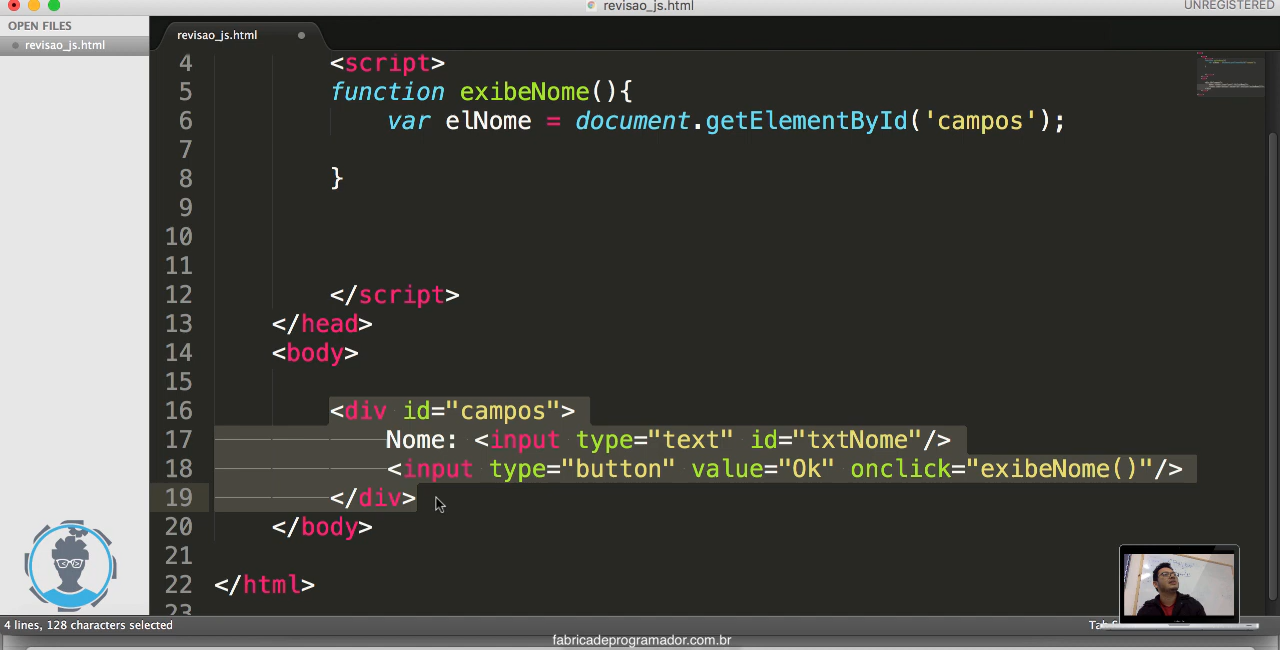 revisao_js.html
UNREGISTERED
OPEN FILES
revisao_js.html
revisao_js.html
4 <script>
5 function exibeNome(){
6 var elNome = document.getElementById('campos');
7
8 }
9
10
11
12 </script>
13 </head>
14 <body>
15
16 <div id="campos">
17 Nome: <input type="text" id="txtNome"/>
18 <input type="button" value="Ok" onclick="exibeNome()"/>
19 </div>
20 </body>
21
22 </html>
23
4 lines, 128 characters selected
Tab
fabricadeprogramador.com.br